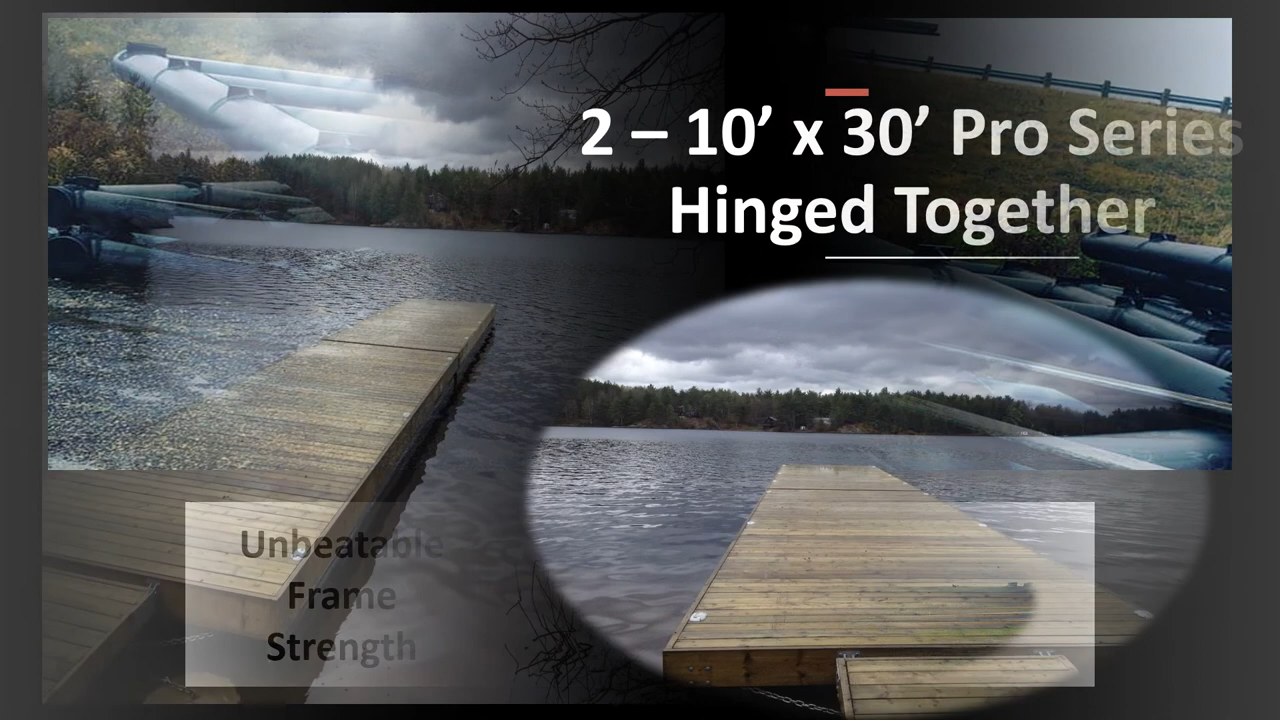 2 – 10’ x 30’ Pro Series
Hinged Together
Unbeatable
Frame
Strength